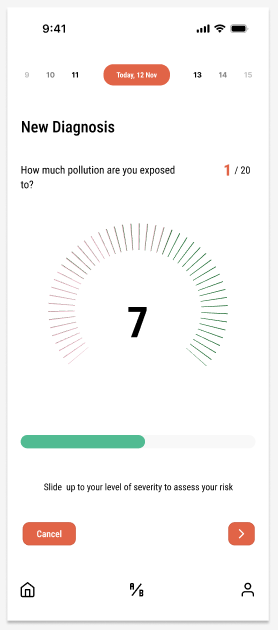 9:41
9 10 11 Today, 12 Nov 13 14 15
New Diagnosis
How much pollution are you exposed
to?
1 / 20
7
Slide up to your level of severity to assess your risk
Cancel
A/B